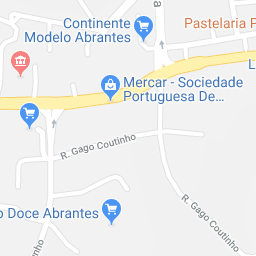 Continente
Modelo Abrantes
Pastelaria
Mercar - Sociedade
Portuguesa De...
R. Gago Coutinho
o Doce Abrantes
R. Gago Coutinho